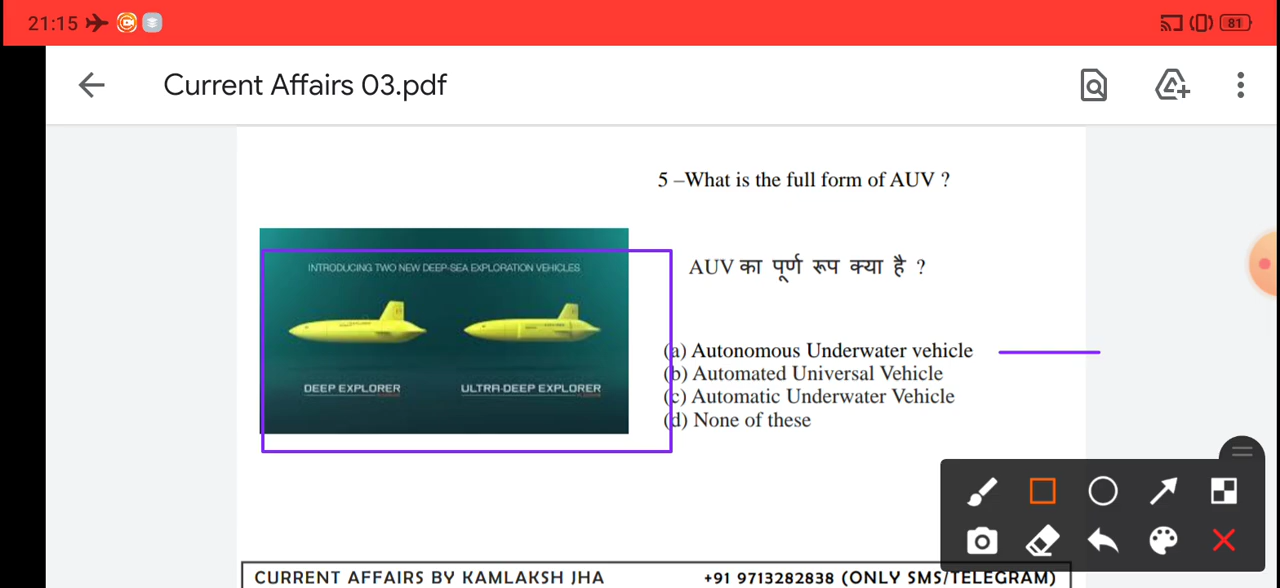 21:15
81
Current Affairs 03.pdf
5 –What is the full form of AUV ?
INTRODUCING TWO NEW DEEP-SEA EXPLORATION VEHICLES
DEEP EXPLORER
ULTRA-DEEP EXPLORER
AUV का पूर्ण रूप क्या है ?
(a) Autonomous Underwater vehicle
(b) Automated Universal Vehicle
(c) Automatic Underwater Vehicle
(d) None of these
CURRENT AFFAIRS BY KAMLAKSH JHA +91 9713282838 (ONLY SMS/TELEGRAM)